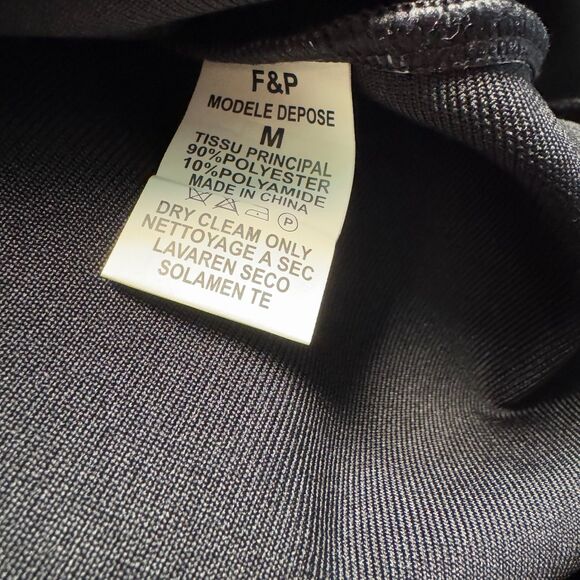 F&P
MODELE DEPOSE
M
TISSU PRINCIPAL
90%POLYESTER
10%POLYAMIDE
MADE IN CHINA
P
DRY CLEAM ONLY
NETTOYAGE A SEC
LAVAREN SECO
SOLAMEN TE